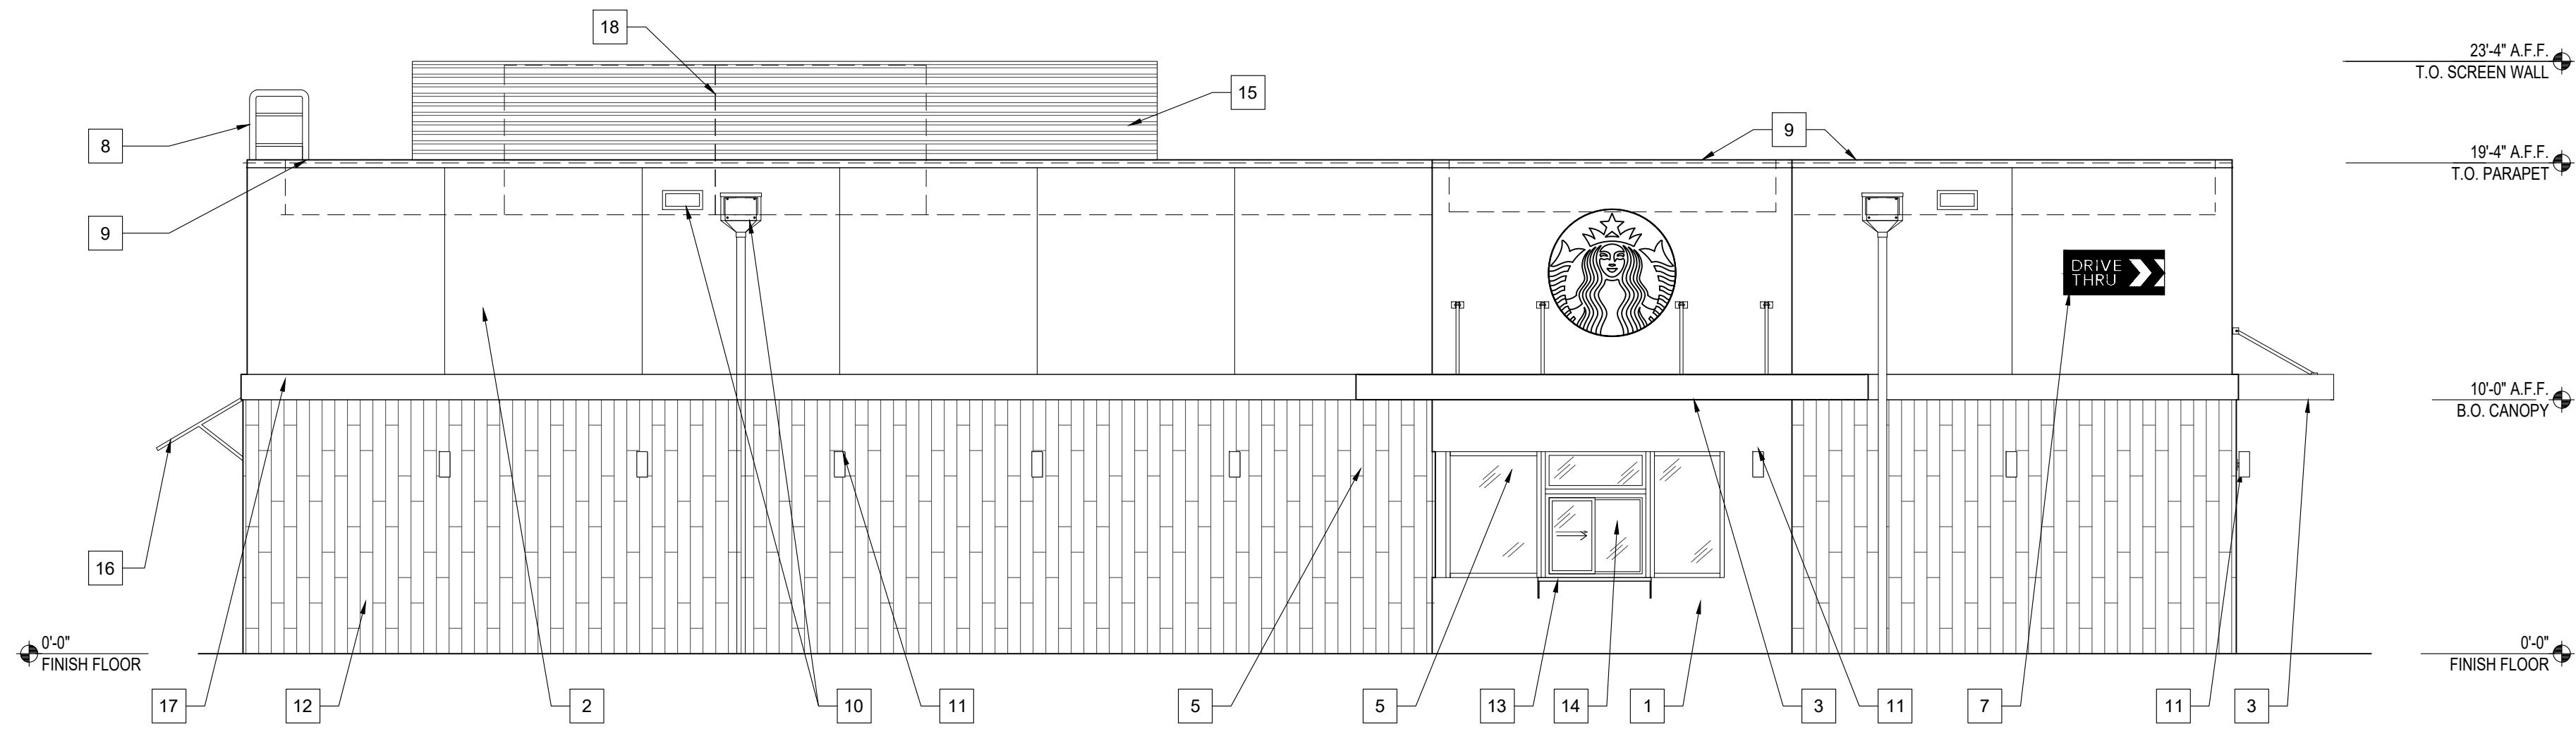 18
23'-4" A.F.F.
T.O. SCREEN WALL
15
8
9
19'-4" A.F.F.
T.O. PARAPET
9
DRIVE
THRU
10'-0" A.F.F.
B.O. CANOPY
16
0'-0"
FINISH FLOOR
0'-0"
FINISH FLOOR
17
12
2
10
11
5
5
13
14
1
3
11
7
11
3